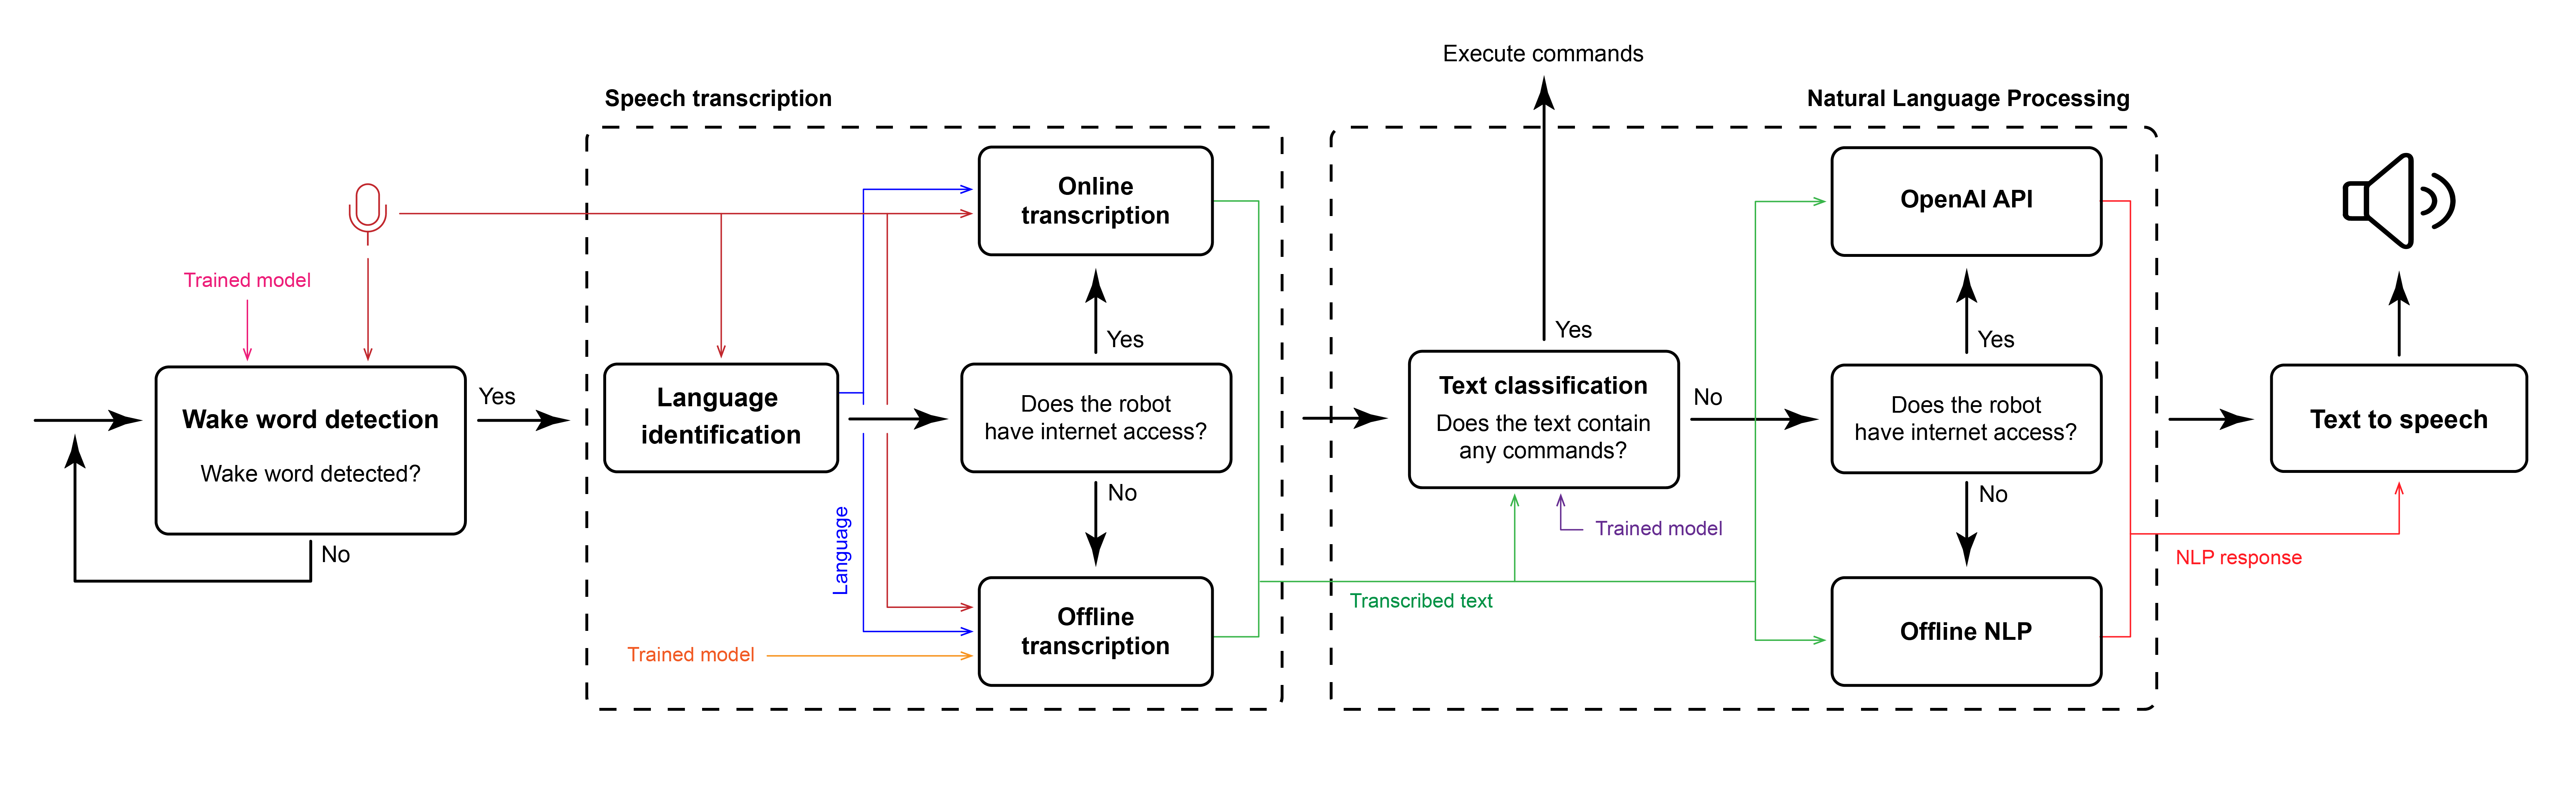 Execute commands
Speech transcription
Natural Language Processing
Trained model
Wake word detection
Wake word detected?
Yes
No
Language
identification
Language
Trained model
Online
transcription
Yes
Does the robot
have internet access?
No
Offline
transcription
Transcribed text
Yes
Text classification
Does the text contain
any commands?
No
Trained model
OpenAI API
Yes
Does the robot
have internet access?
No
Offline NLP
NLP response
Text to speech